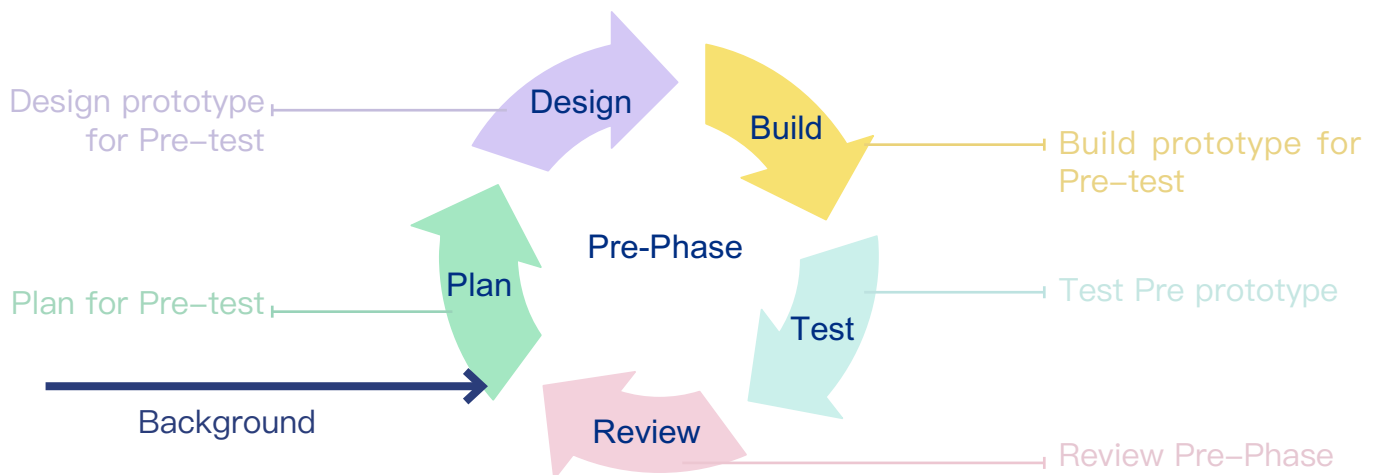 Design
Design prototype
for Pre–test
Build
Build prototype for
Pre–test
Pre-Phase
Plan
Plan for Pre–test
Test
Test Pre prototype
Background
Review
Review Pre–Phase